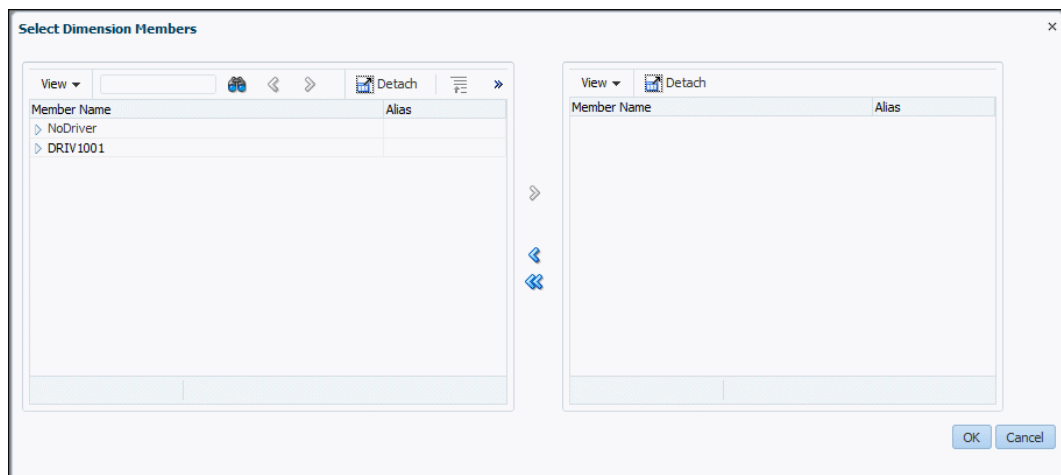 Select Dimension Members
View Detach
Member Name Alias
NoDriver
DRIV1001
View Detach
Member Name Alias
OK Cancel